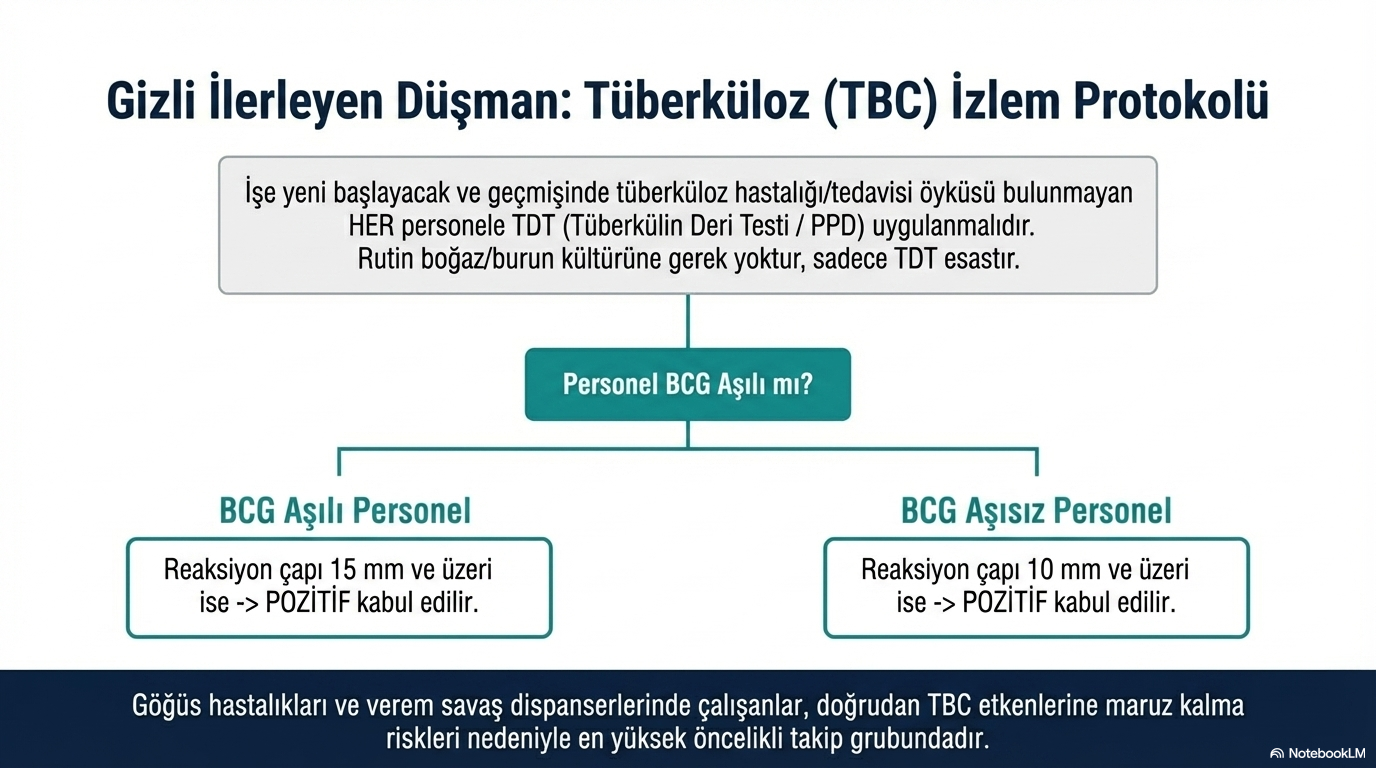 Gizli İlerleyen Düşman: Tüberküloz (TBC) İzlem Protokolü
İşe yeni başlayacak ve geçmişinde tüberküloz hastalığı/tedavisi öyküsü bulunmayan
HER personele TDT (Tüberkülin Deri Testi / PPD) uygulanmalıdır.
Rutin boğaz/burun kültürüne gerek yoktur, sadece TDT esastır.
Personel BCG Aşılı mı?
BCG Aşılı Personel
Reaksiyon çapı 15 mm ve üzeri
ise -> POZİTİF kabul edilir.
BCG Aşısız Personel
Reaksiyon çapı 10 mm ve üzeri
ise -> POZİTİF kabul edilir.
Göğüs hastalıkları ve verem savaş dispanserlerinde çalışanlar, doğrudan TBC etkenlerine maruz kalma
riskleri nedeniyle en yüksek öncelikli takip grubundadır.
NotebookLM